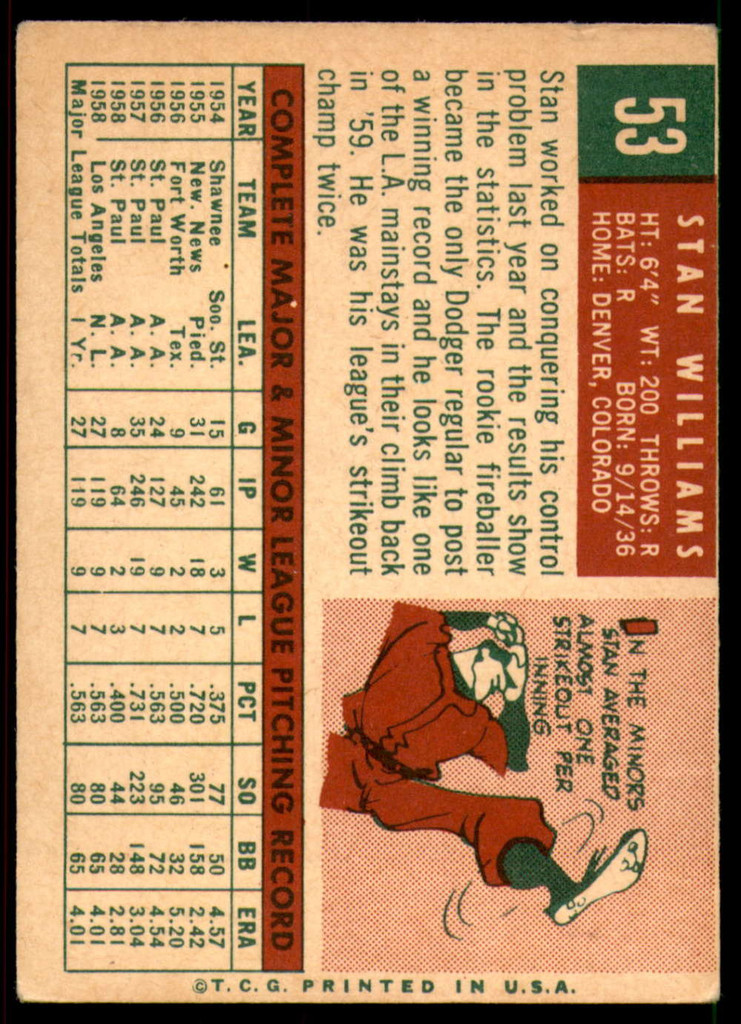 53
STAN WILLIAMS
HT: 6'4" WT: 200 THROWS: R
BATS: R BORN: 9/14/36
HOME: DENVER, COLORADO
Stan worked on conquering his control
problem last year and the results show
in the statistics. The rookie fireballer
became the only Dodger regular to post
a winning record and he looks like one
of the L.A. mainstays in their climb back
in '59. He was his league's strikeout
champ twice.
IN THE MINORS
STAN AVERAGED
ALMOST ONE
STRIKEOUT PER
INNING
COMPLETE MAJOR & MINOR LEAGUE PITCHING RECORD
YEAR TEAM LEA. G IP W L PCT SO BB ERA
1954 Shawnee Soo. St. 15 61 3 5 .375 77 50 4.57
1955 New. News Pied. 31 242 18 7 .720 301 158 2.42
1956 Fort Worth Tex. 9 45 2 2 .500 46 32 5.20
1956 St. Paul A. A. 24 127 9 7 .563 95 72 4.54
1957 St. Paul A. A. 35 246 19 7 .731 223 148 3.04
1958 St. Paul A. A. 8 64 2 3 .400 44 28 2.81
1958 Los Angeles N. L. 27 119 9 7 .563 80 65 4.01
Major League Totals 1 Yr. 27 119 9 7 .563 80 65 4.01
©T.C.G. PRINTED IN U.S.A.